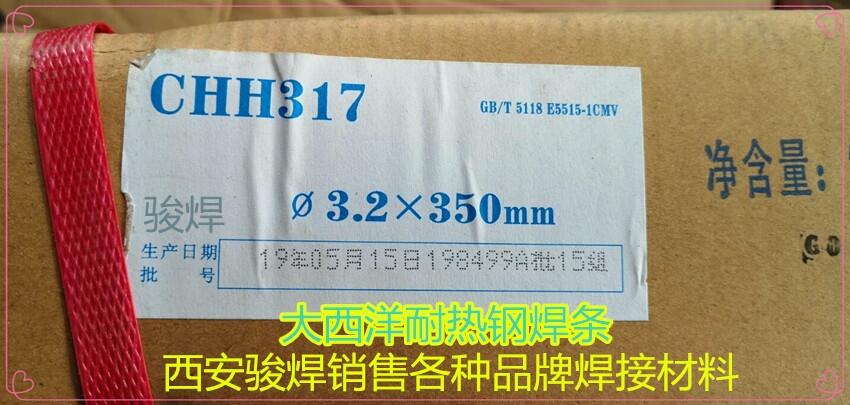 CHH317
GB/T 5118 E5515-1CMV
净含量:
骏焊
ø 3.2×350mm
生产日期
批 号
19年05月15日198499A批15组
大西洋耐热钢焊条
西安骏焊销售各种品牌焊接材料